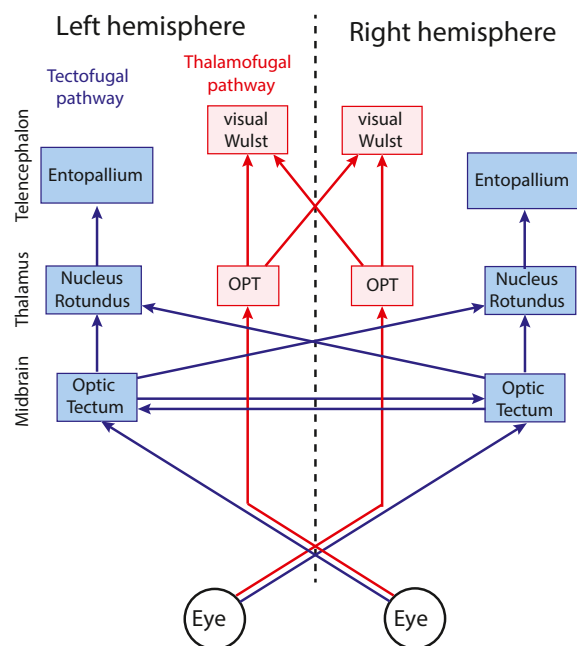 Left hemisphere
Right hemisphere
Tectofugal
pathway
Thalamofugal
pathway
Telencephalon
Thalamus
Midbrain
visual
Wulst
visual
Wulst
Entopallium
Entopallium
Nucleus
Rotundus
OPT
OPT
Nucleus
Rotundus
Optic
Tectum
Optic
Tectum
Eye
Eye